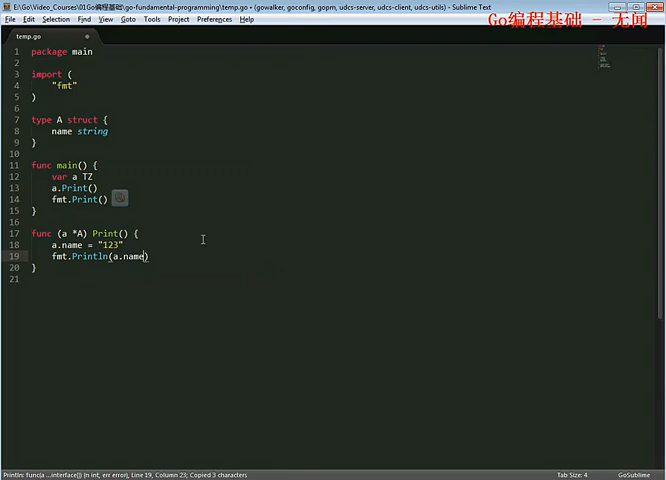 E:\Go\Video_Courses\01Go编程基础\go-fundamental-programming\temp.go • (gowalker, goconfig, gopm, udcs-server, udcs-client, udcs-utils) - Sublime Text
File Edit Selection Find View Goto Tools Project Preferences Help
Go编程基础 - 无闻
temp.go
1 package main
2
3 import (
4 "fmt"
5 )
6
7 type A struct {
8 name string
9 }
10
11 func main() {
12 var a TZ
13 a.Print()
14 fmt.Print()
15 }
16
17 func (a *A) Print() {
18 a.name = "123"
19 fmt.Println(a.name)
20 }
21
Println: func(a ...interface{}) (n int, err error), Line 19, Column 23; Copied 3 characters
Tab Size: 4
GoSublime